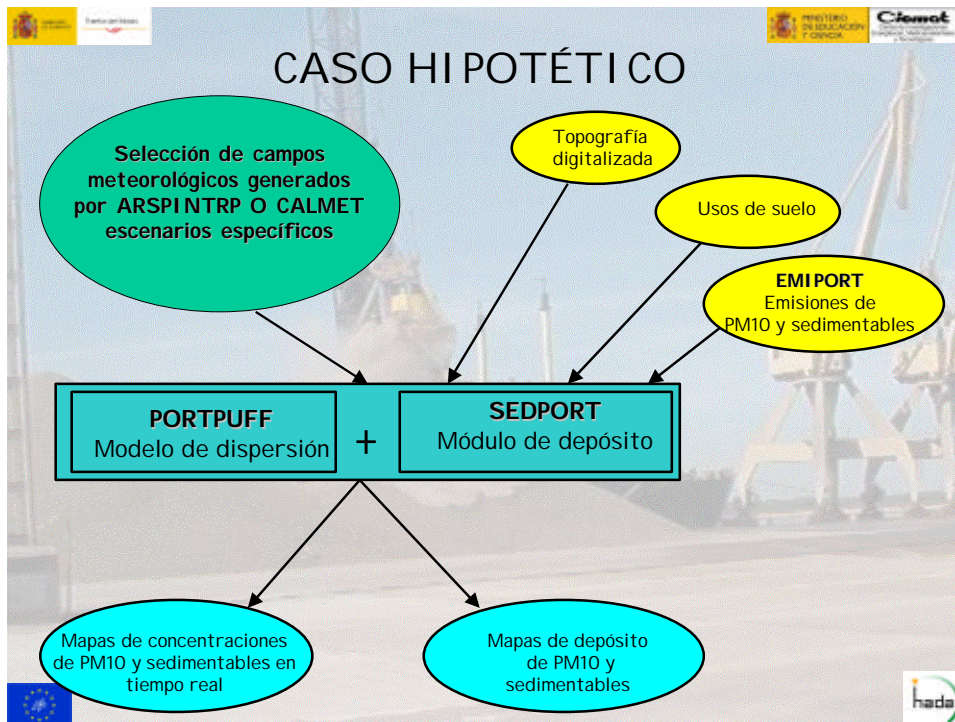 MINISTERIO
DE EDUCACIÓN
Y CIENCIA
Ciemat
CASO HIPOTÉTICO
Selección de campos
meteorológicos generados
por ARSPINTRP O CALMET
escenarios específicos
Topografía
digitalizada
Usos de suelo
EMIPORT
Emisiones de
PM10 y sedimentables
PORTPUFF
Modelo de dispersión
+
SEDPORT
Módulo de depósito
Mapas de concentraciones
de PM10 y sedimentables en
tiempo real
Mapas de depósito
de PM10 y
sedimentables
hada